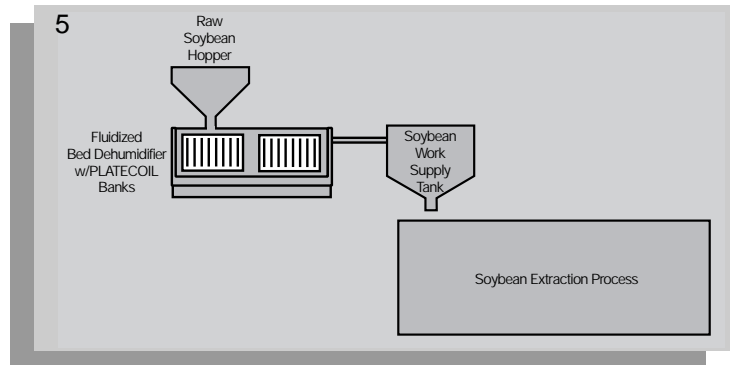 5
Raw
Soybean
Hopper
Fluidized
Bed Dehumidifier
w/PLATECOIL
Banks
Soybean
Work
Supply
Tank
Soybean Extraction Process